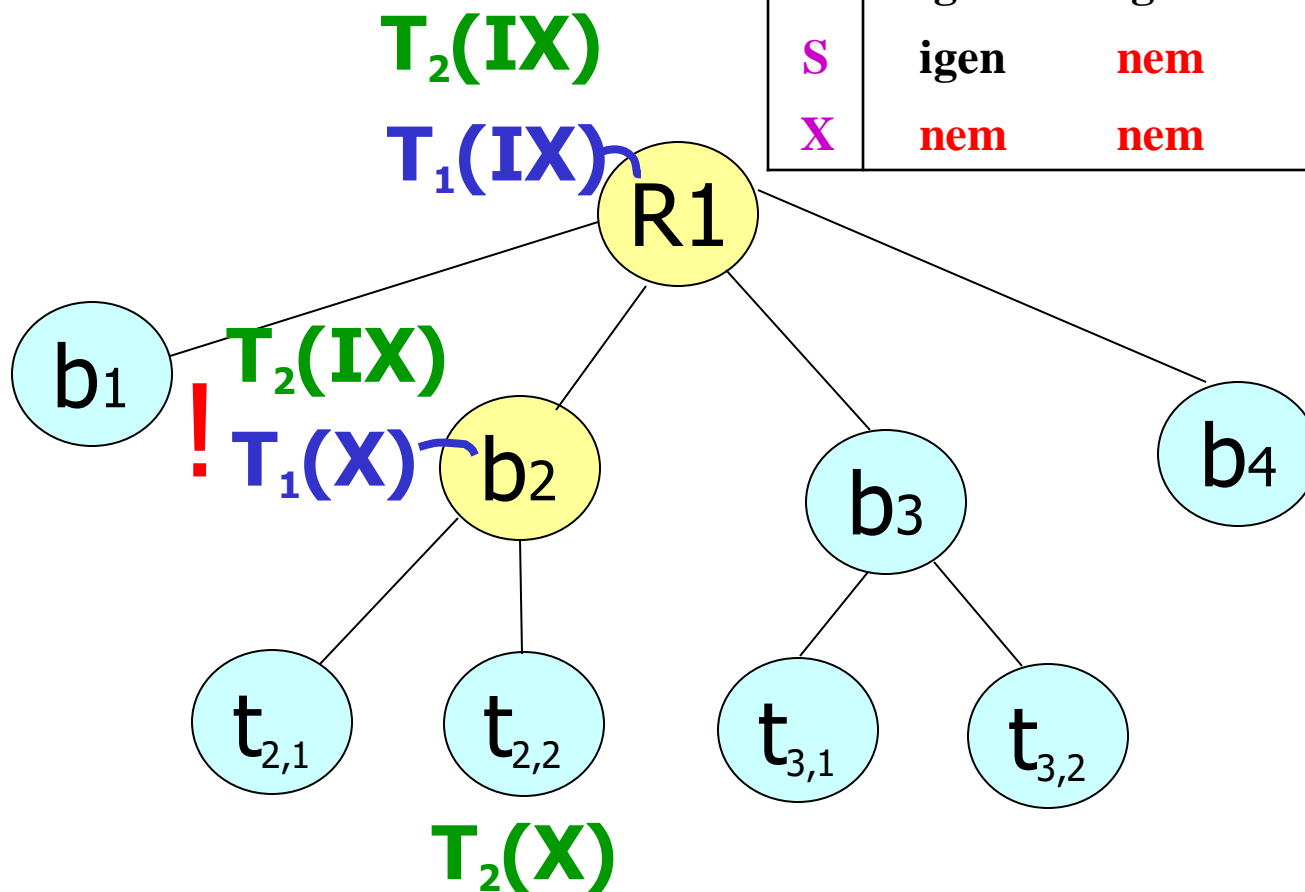 T₂(IX)
S igen nem
T₁(IX)
X nem nem
R1
T₂(IX)
b1
! T₁(X)
b2
b3
b4
t2,1
t2,2
t3,1
t3,2
T₂(X)